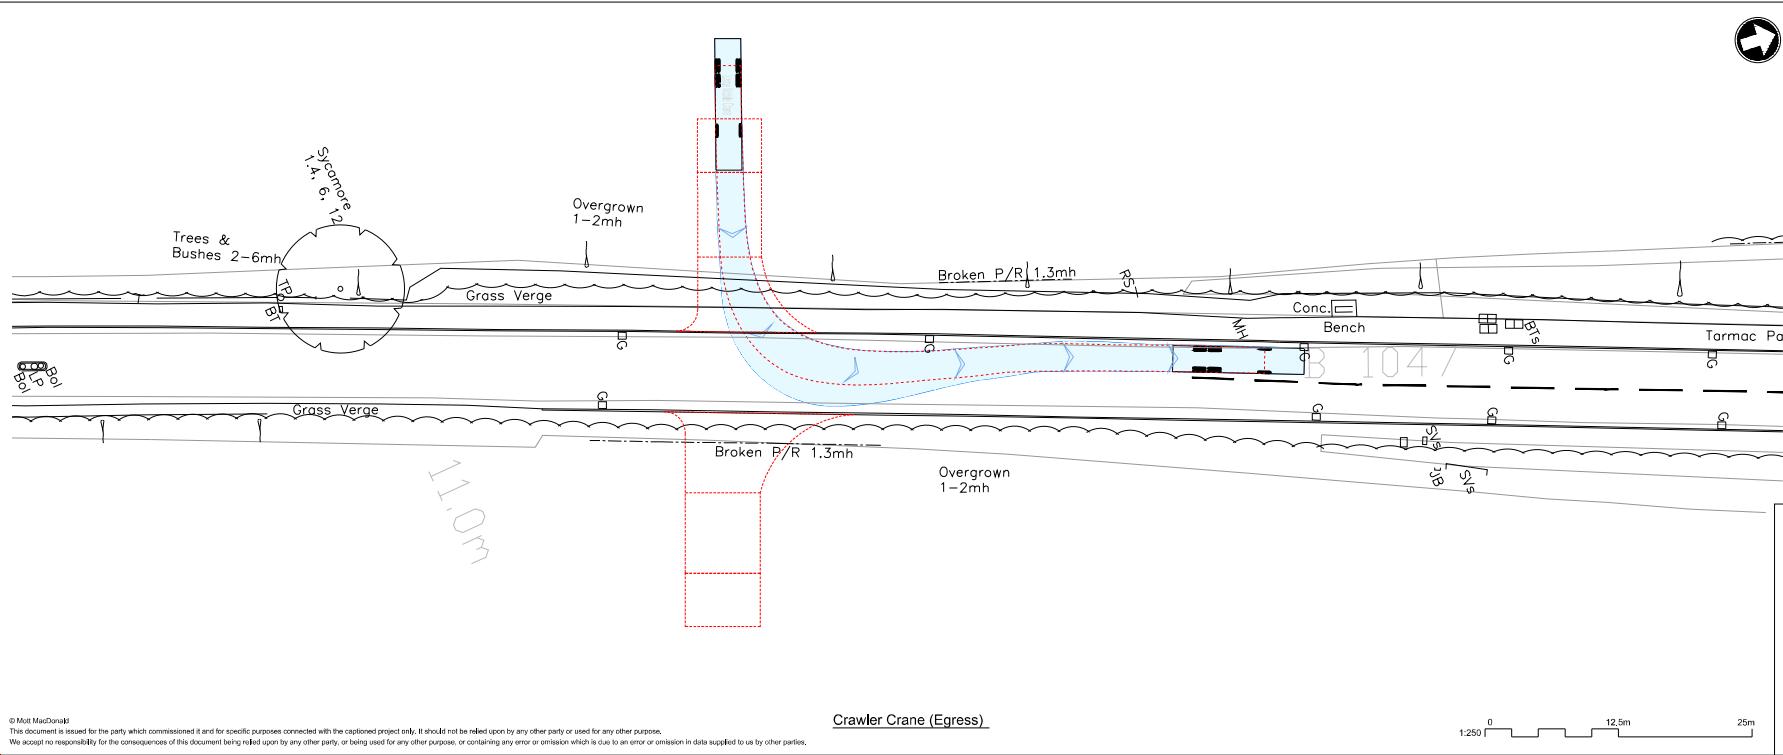 Sycamore
1.4, 6, 12
Overgrown
1-2mh
Trees &
Bushes 2-6mh
TP
BT
Grass Verge
Broken P/R 1.3mh
RS
Conc.
Bench
MH
BTs
Tarmac Pa
G
G
G
G
G
B 1047
Bol
LP
Bol
Grass Verge
G
G
G
G
Broken P/R 1.3mh
Overgrown
1-2mh
SVs
JB
SVs
11.0m
Crawler Crane (Egress)
1:250
0
12.5m
25m
© Mott MacDonald
This document is issued for the party which commissioned it and for specific purposes connected with the captioned project only. It should not be relied upon by any other party or used for any other purpose.
We accept no responsibility for the consequences of this document being relied upon by any other party, or being used for any other purpose, or containing any error or omission which is due to an error or omission in data supplied to us by other parties.